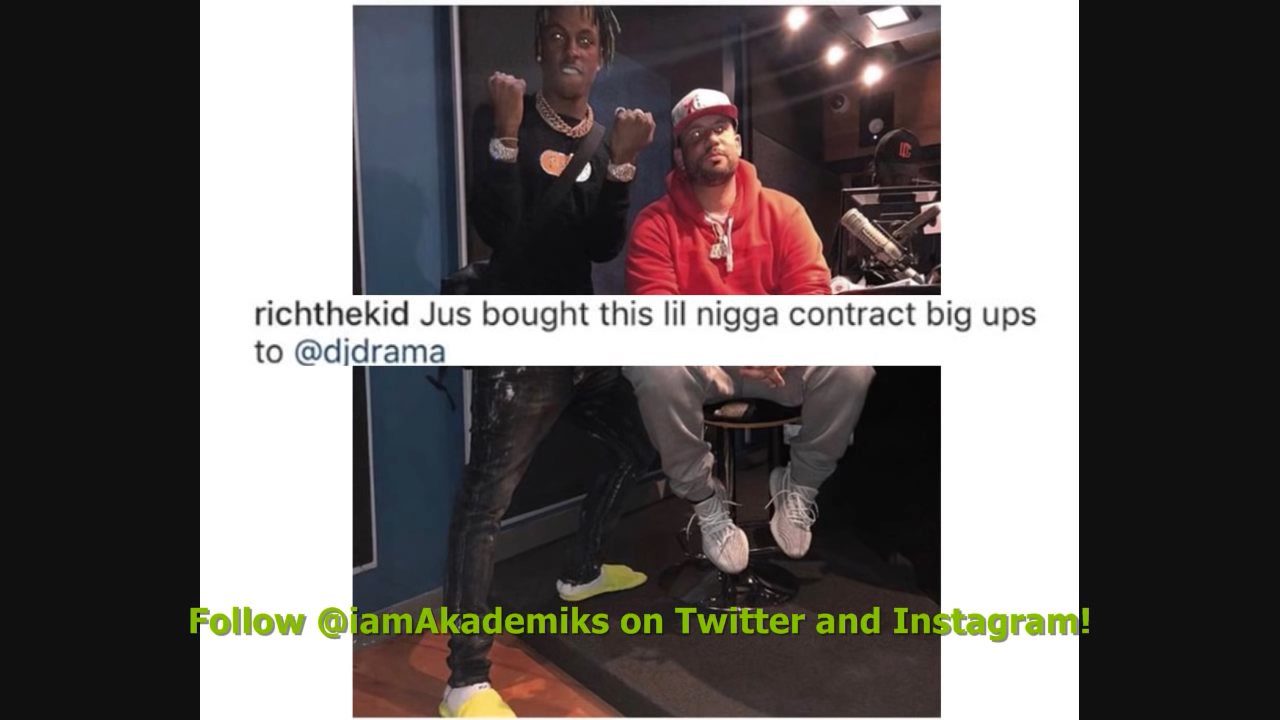 richthekid Jus bought this lil nigga contract big ups
to @djdrama
Follow @iamAkademiks on Twitter and Instagram!